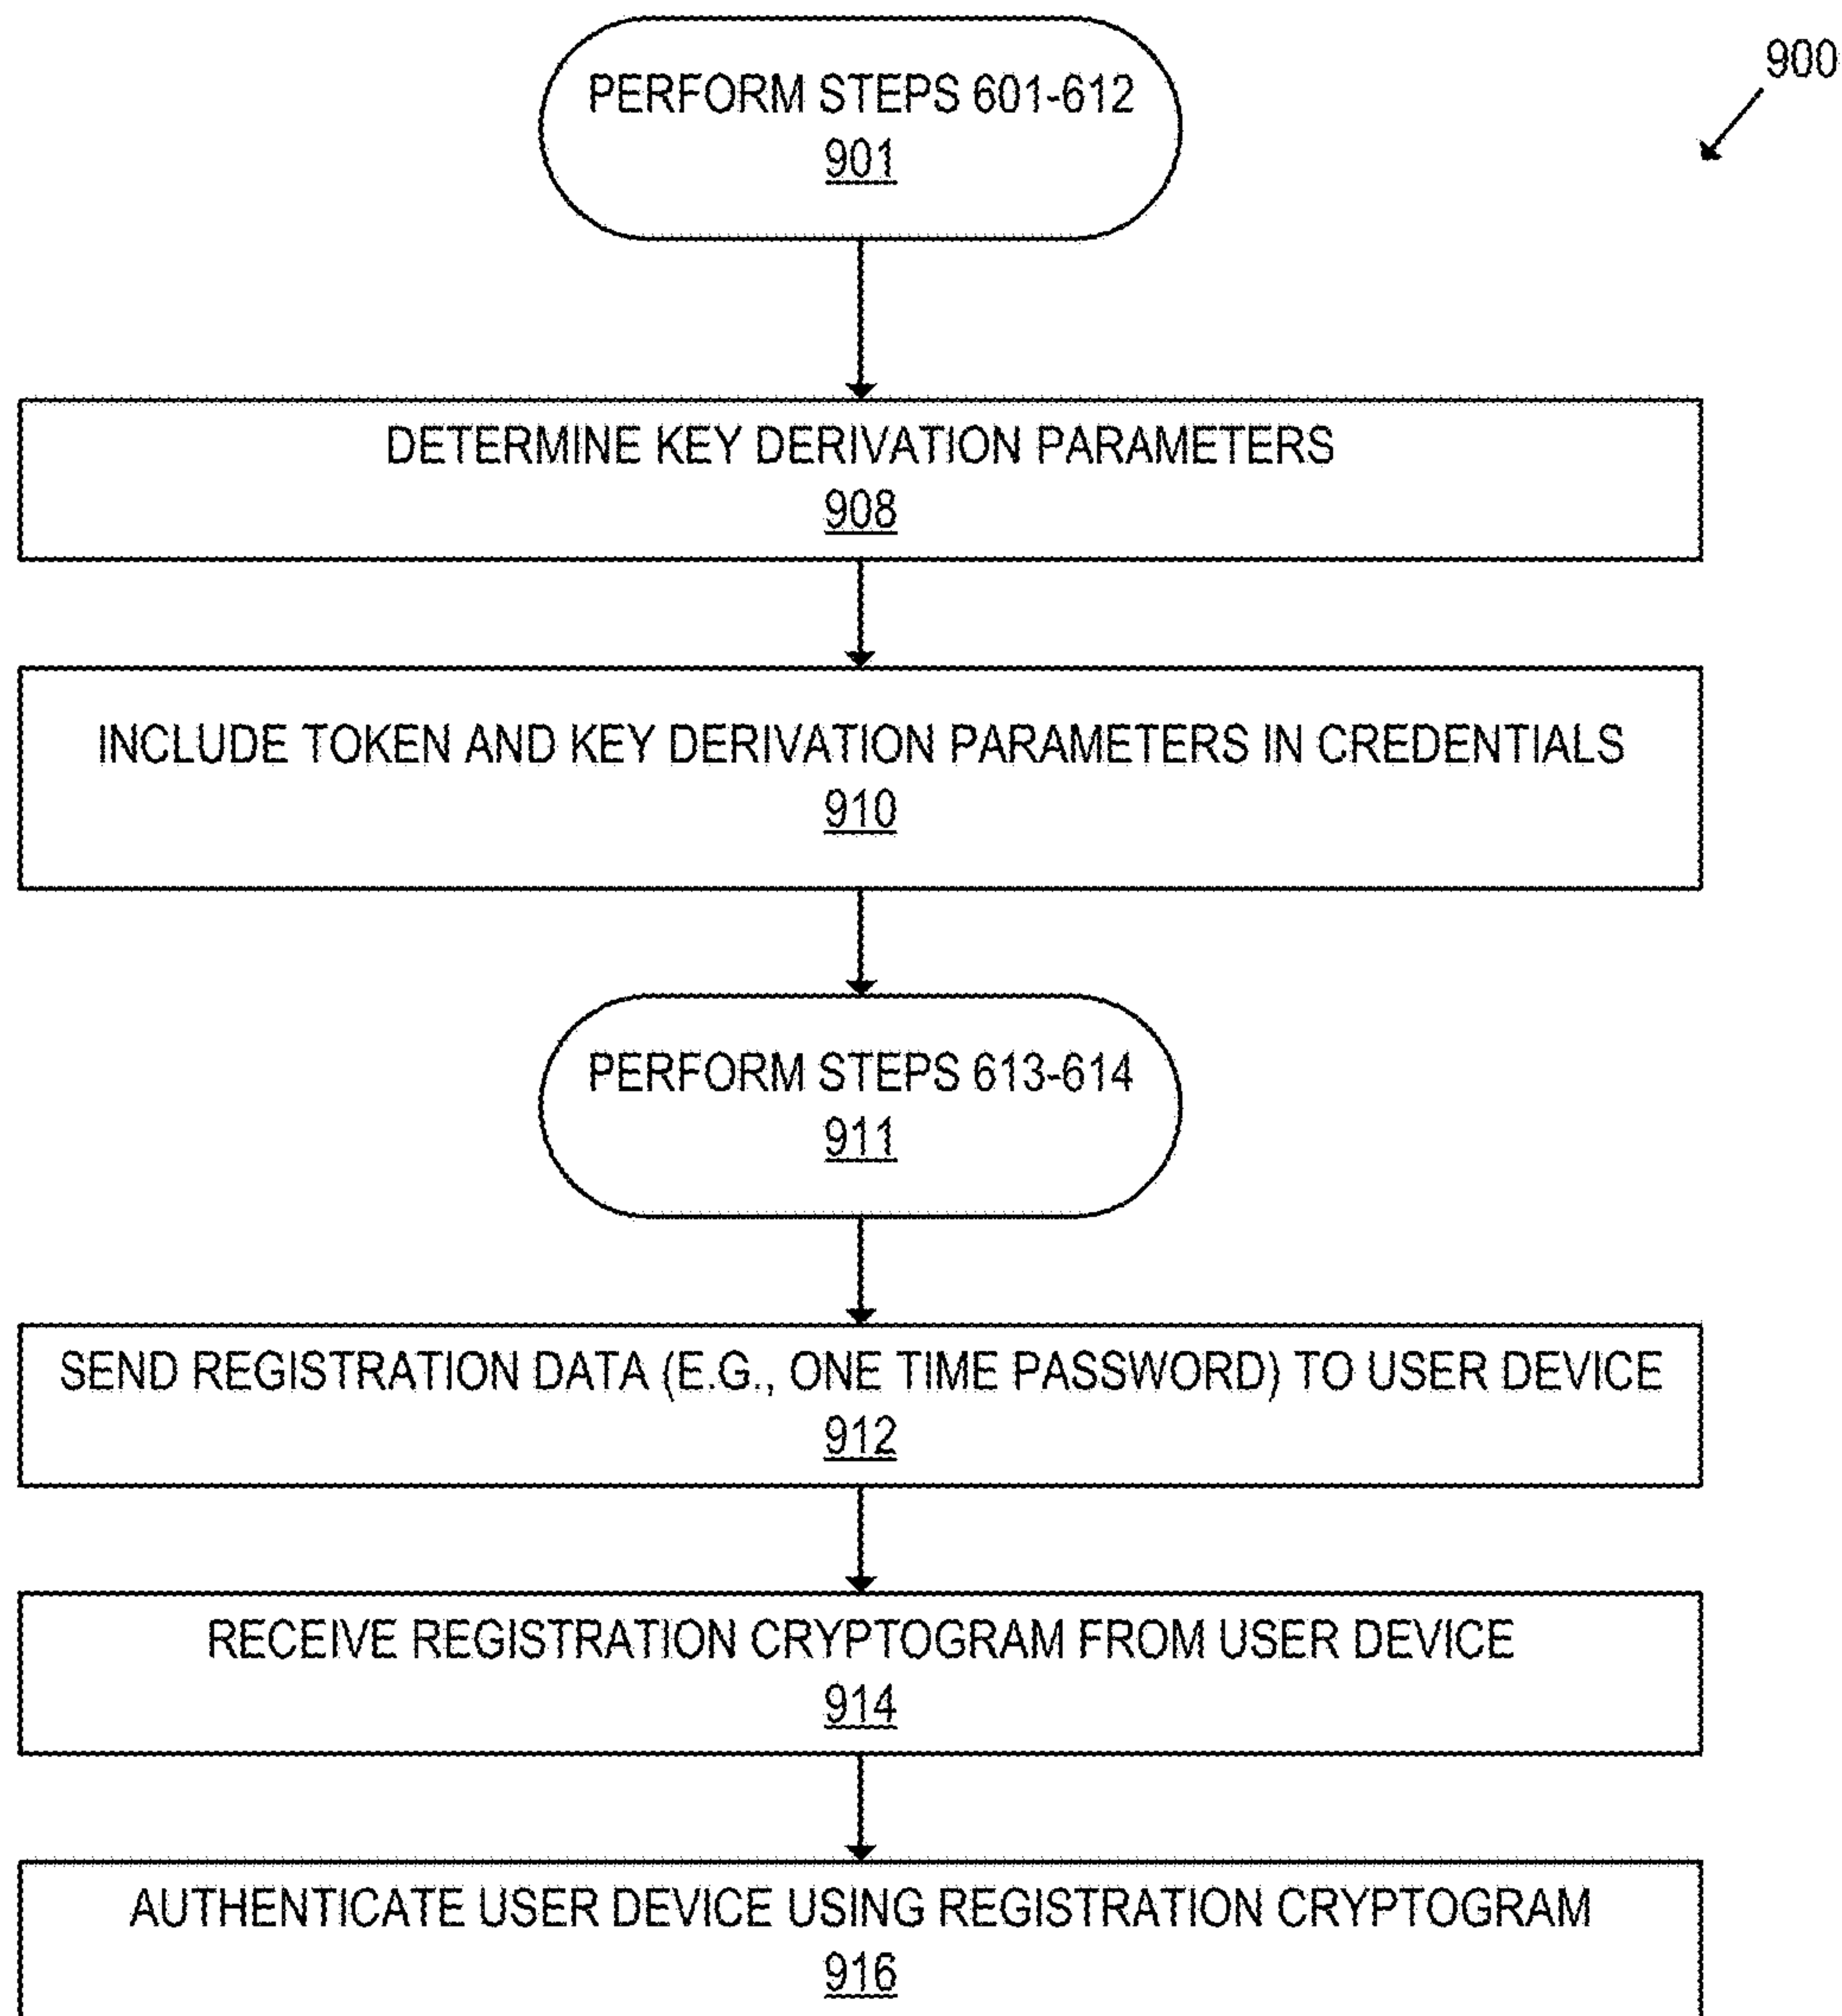 900
PERFORM STEPS 601-612
901
DETERMINE KEY DERIVATION PARAMETERS
908
INCLUDE TOKEN AND KEY DERIVATION PARAMETERS IN CREDENTIALS
910
PERFORM STEPS 613-614
911
SEND REGISTRATION DATA (E.G., ONE TIME PASSWORD) TO USER DEVICE
912
RECEIVE REGISTRATION CRYPTOGRAM FROM USER DEVICE
914
AUTHENTICATE USER DEVICE USING REGISTRATION CRYPTOGRAM
916